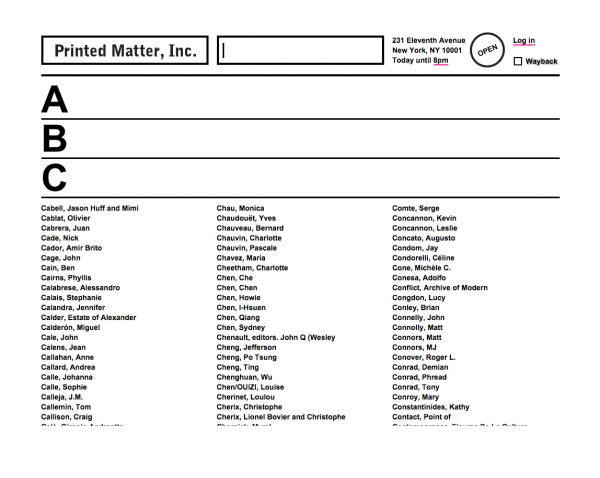 Printed Matter, Inc.
231 Eleventh Avenue
New York, NY 10001
Today until 8pm
OPEN
Log in
Wayback
A
B
C
Cabell, Jason Huff and Mimi
Cablat, Olivier
Cabrera, Juan
Cade, Nick
Cador, Amir Brito
Cage, John
Cain, Ben
Cairns, Phyllis
Calabrese, Alessandro
Calais, Stephanie
Calandra, Jennifer
Calder, Estate of Alexander
Calderón, Miguel
Cale, John
Calens, Jean
Callahan, Anne
Callard, Andrea
Calle, Johanna
Calle, Sophie
Calleja, J.M.
Callemin, Tom
Callison, Craig
Chau, Monica
Chaudouët, Yves
Chauveau, Bernard
Chauvin, Charlotte
Chauvin, Pascale
Chavez, Maria
Cheetham, Charlotte
Chen, Che
Chen, Chen
Chen, Howie
Chen, I-Hsuen
Chen, Qiang
Chen, Sydney
Chenault, editors. John Q (Wesley
Cheng, Jefferson
Cheng, Po Tsung
Cheng, Ting
Chenghuan, Wu
Chen/OUIZI, Louise
Cherinet, Loulou
Cherix, Christophe
Cherix, Lionel Bovier and Christophe
Comte, Serge
Concannon, Kevin
Concannon, Leslie
Concato, Augusto
Condom, Jay
Condorelli, Céline
Cone, Michèle C.
Conesa, Adolfo
Conflict, Archive of Modern
Congdon, Lucy
Conley, Brian
Connelly, John
Connolly, Matt
Connors, Matt
Connors, MJ
Conover, Roger L.
Conrad, Demian
Conrad, Phread
Conrad, Tony
Conroy, Mary
Constantinides, Kathy
Contact, Point of